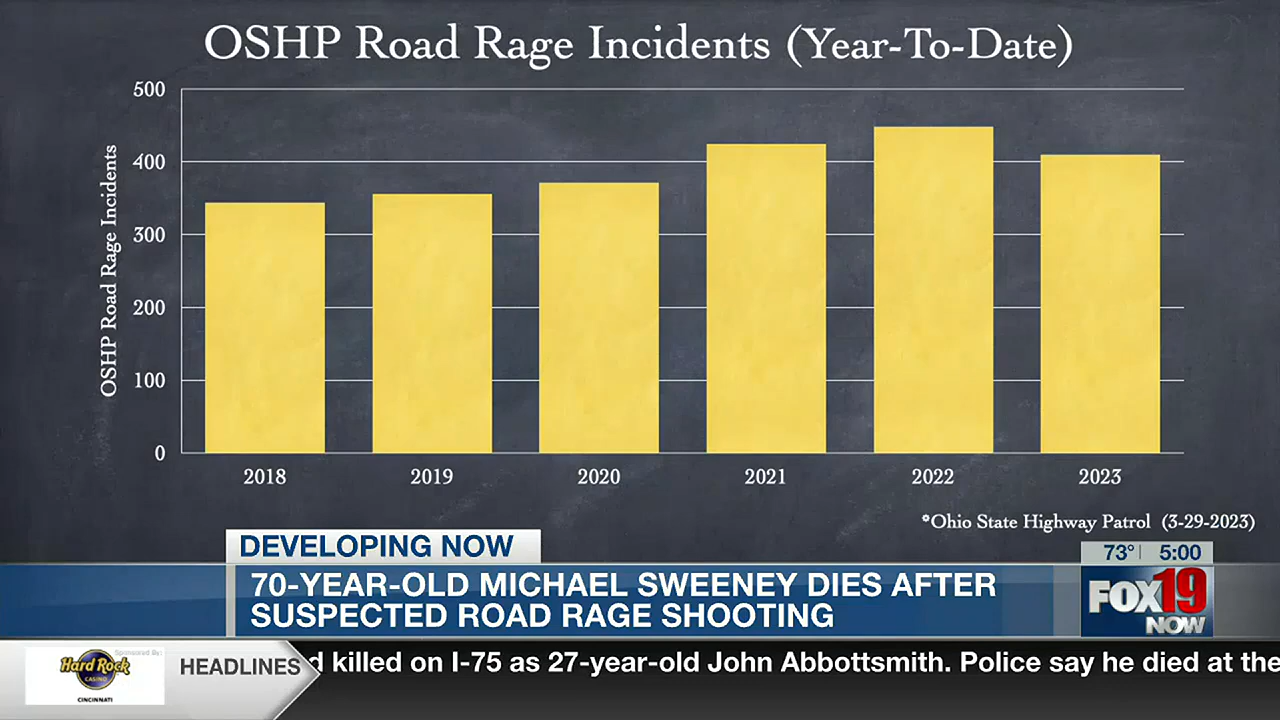 OSHP Road Rage Incidents (Year-To-Date)
OSHP Road Rage Incidents
500
400
300
200
100
0
2018 2019 2020 2021 2022 2023
*Ohio State Highway Patrol (3-29-2023)
DEVELOPING NOW
70-YEAR-OLD MICHAEL SWEENEY DIES AFTER
SUSPECTED ROAD RAGE SHOOTING
73° 5:00
FOX19
NOW
Sponsored By:
Hard Rock
CASINO
CINCINNATI
HEADLINES
d killed on I-75 as 27-year-old John Abbottsmith. Police say he died at the